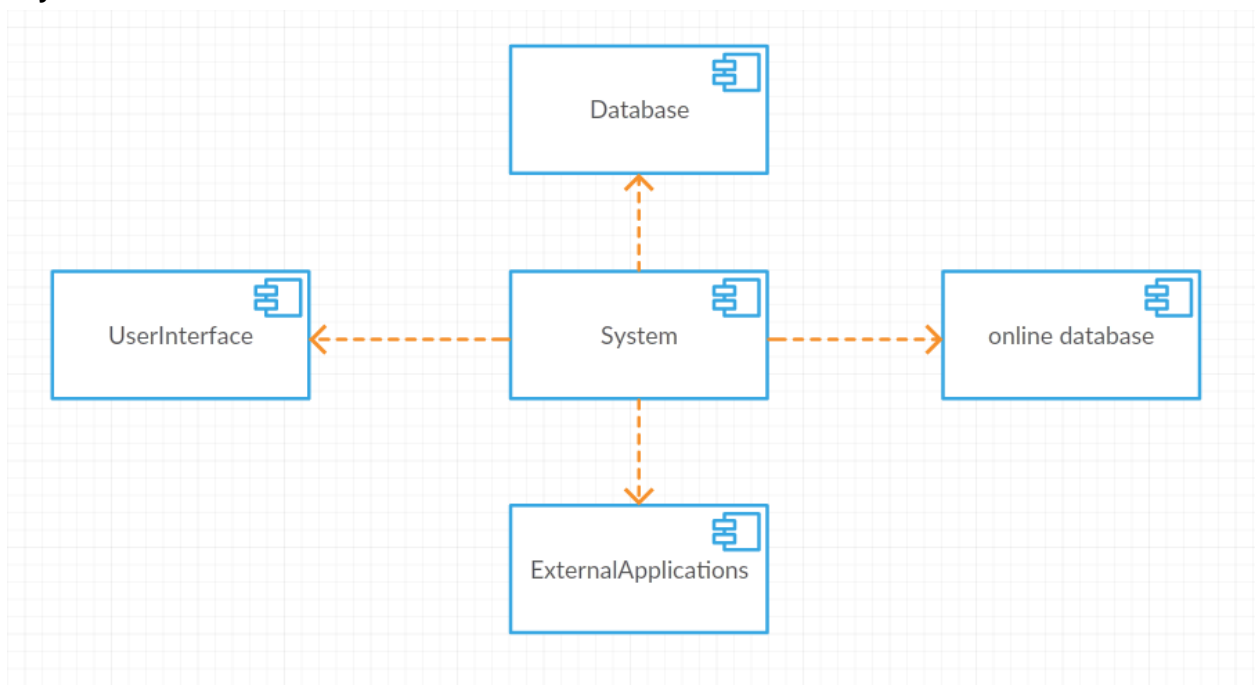 Database
UserInterface
System
online database
ExternalApplications